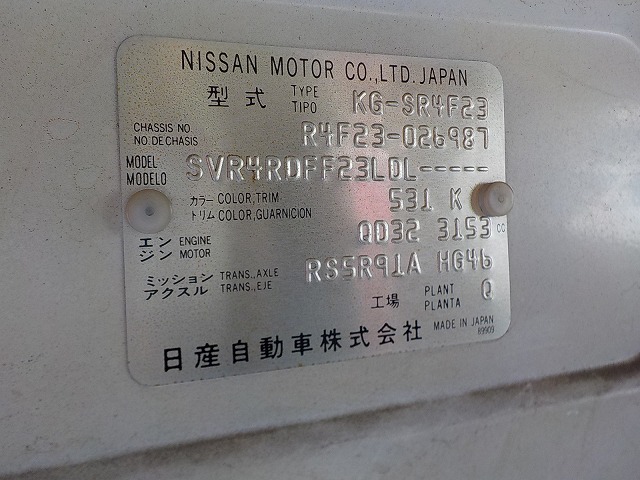 NISSAN MOTOR CO.,LTD. JAPAN
型式 TYPE TIPO KG-SR4F23
CHASSIS NO. NO. DE CHASIS R4F23-026987
MODEL MODELO SVR4RDFF23LDL-----
カラー COLOR,TRIM トリム COLOR,GUARNICION 531 K
エンジン ENGINE MOTOR QD32 3153 cc
ミッション アクスル TRANS.,AXLE TRANS.,EJE RS5R91A HG46
工場 PLANT PLANTA Q
日産自動車株式会社 MADE IN JAPAN
89909